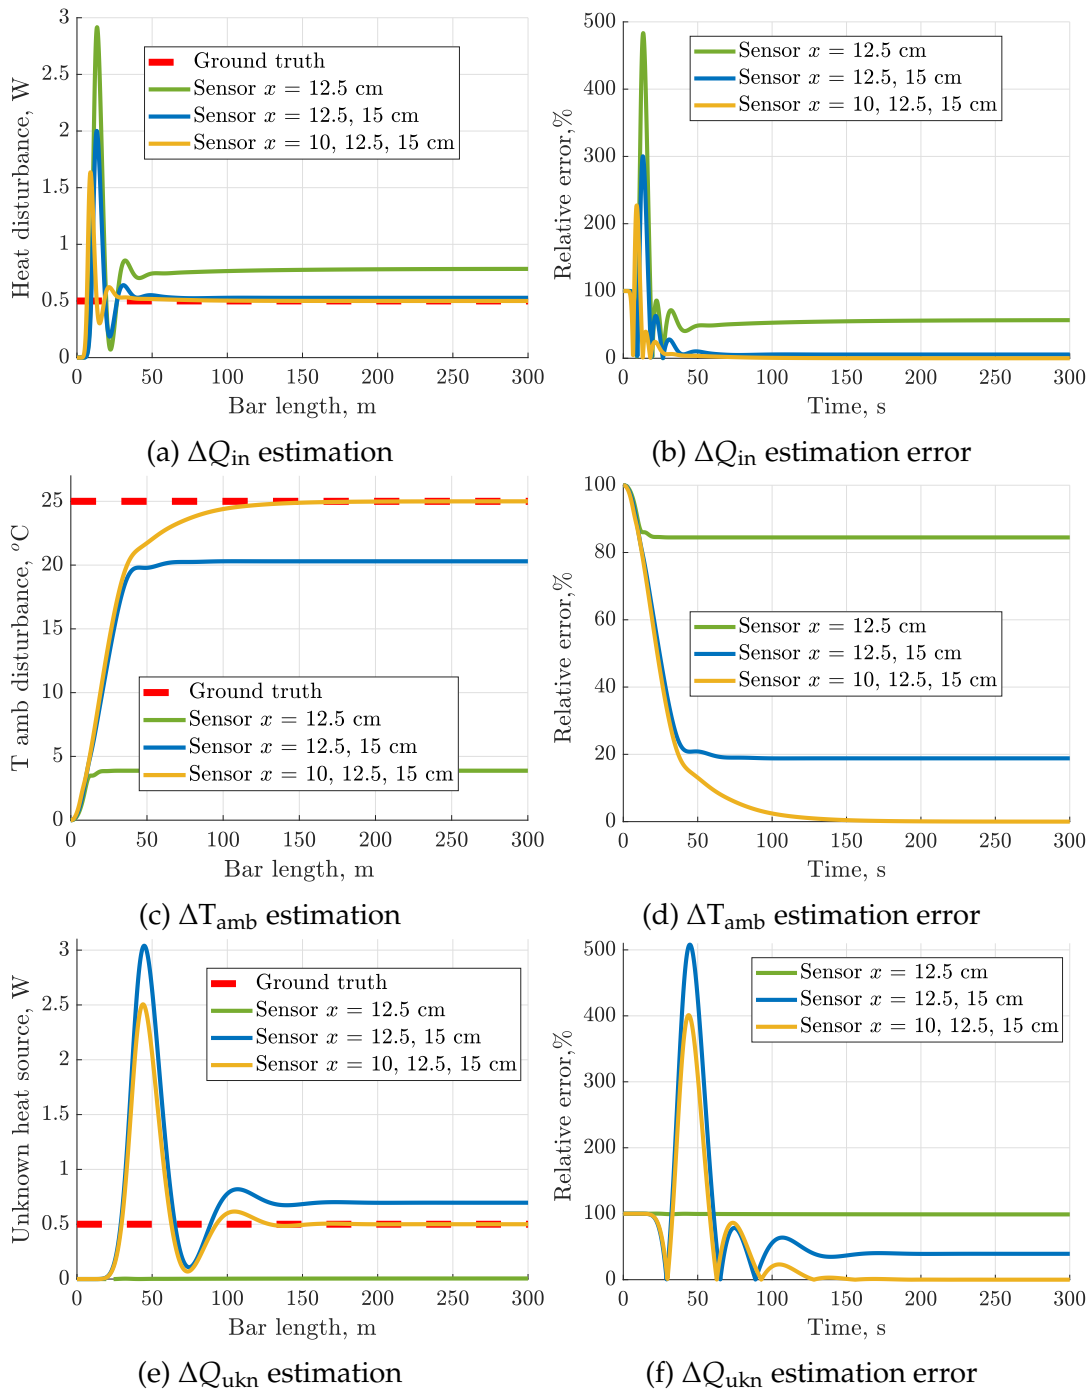 3
2.5
2
1.5
1
0.5
0
0 50 100 150 200 250 300
Heat disturbance, W
Bar length, m
Ground truth
Sensor x = 12.5 cm
Sensor x = 12.5, 15 cm
Sensor x = 10, 12.5, 15 cm
(a) ΔQin estimation
500
400
300
200
100
0
0 50 100 150 200 250 300
Relative error,%
Time, s
Sensor x = 12.5 cm
Sensor x = 12.5, 15 cm
Sensor x = 10, 12.5, 15 cm
(b) ΔQin estimation error
25
20
15
10
5
0
0 50 100 150 200 250 300
T amb disturbance, °C
Bar length, m
Ground truth
Sensor x = 12.5 cm
Sensor x = 12.5, 15 cm
Sensor x = 10, 12.5, 15 cm
(c) ΔTamb estimation
100
80
60
40
20
0
0 50 100 150 200 250 300
Relative error,%
Time, s
Sensor x = 12.5 cm
Sensor x = 12.5, 15 cm
Sensor x = 10, 12.5, 15 cm
(d) ΔTamb estimation error
3
2.5
2
1.5
1
0.5
0
0 50 100 150 200 250 300
Unknown heat source, W
Bar length, m
Ground truth
Sensor x = 12.5 cm
Sensor x = 12.5, 15 cm
Sensor x = 10, 12.5, 15 cm
(e) ΔQukn estimation
500
400
300
200
100
0
0 50 100 150 200 250 300
Relative error,%
Time, s
Sensor x = 12.5 cm
Sensor x = 12.5, 15 cm
Sensor x = 10, 12.5, 15 cm
(f) ΔQukn estimation error